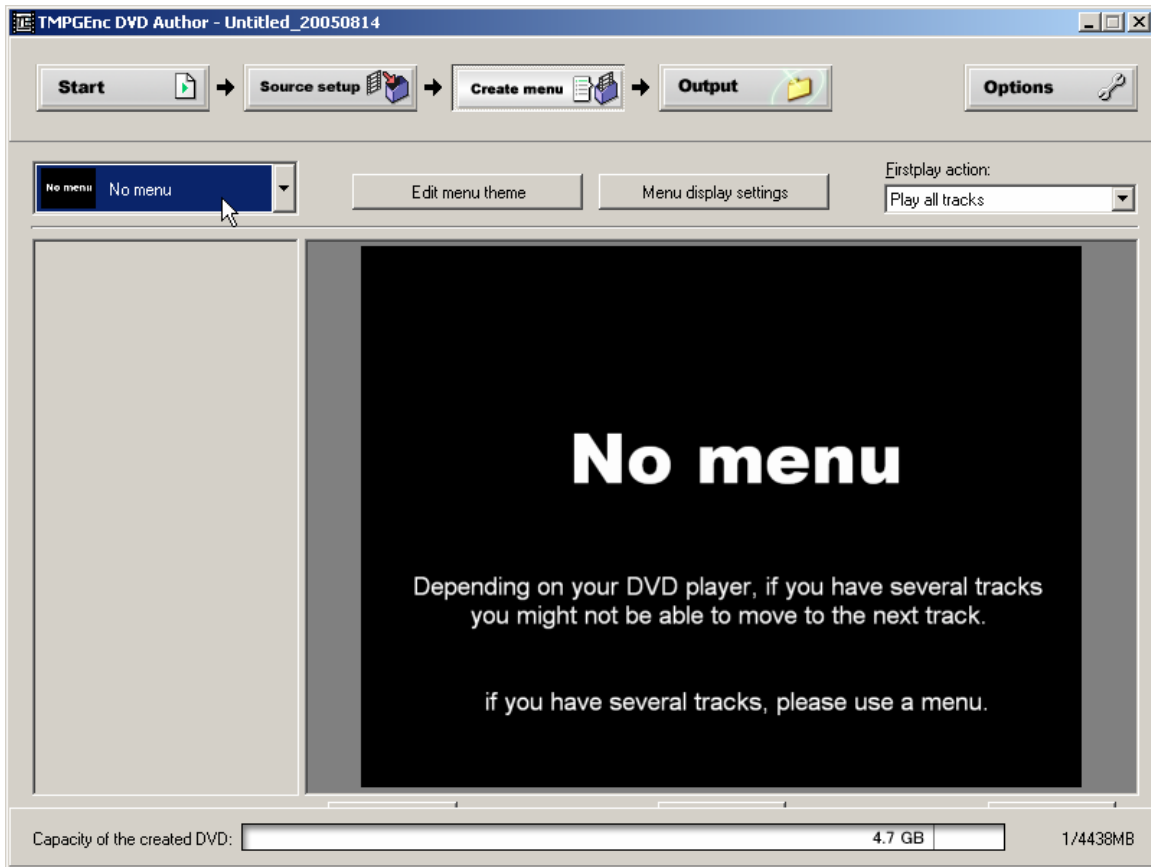 TMPGEnc DVD Author - Untitled_20050814
Start
Source setup
Create menu
Output
Options
No menu
No menu
Edit menu theme
Menu display settings
Firstplay action:
Play all tracks
No menu
Depending on your DVD player, if you have several tracks
you might not be able to move to the next track.
if you have several tracks, please use a menu.
Capacity of the created DVD:
4.7 GB
1/4438MB